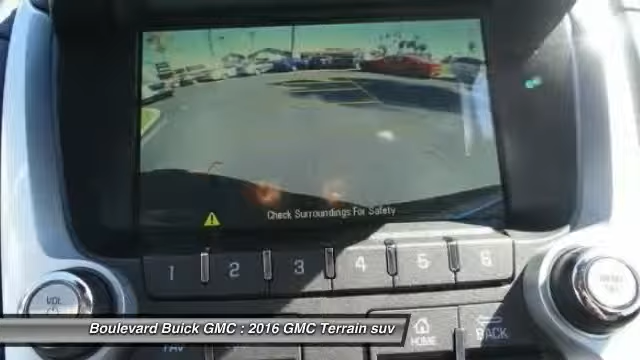 Check Surroundings For Safety
1 2 3 4 5 6
VOL
FAV
HOME
BACK
Boulevard Buick GMC : 2016 GMC Terrain suv